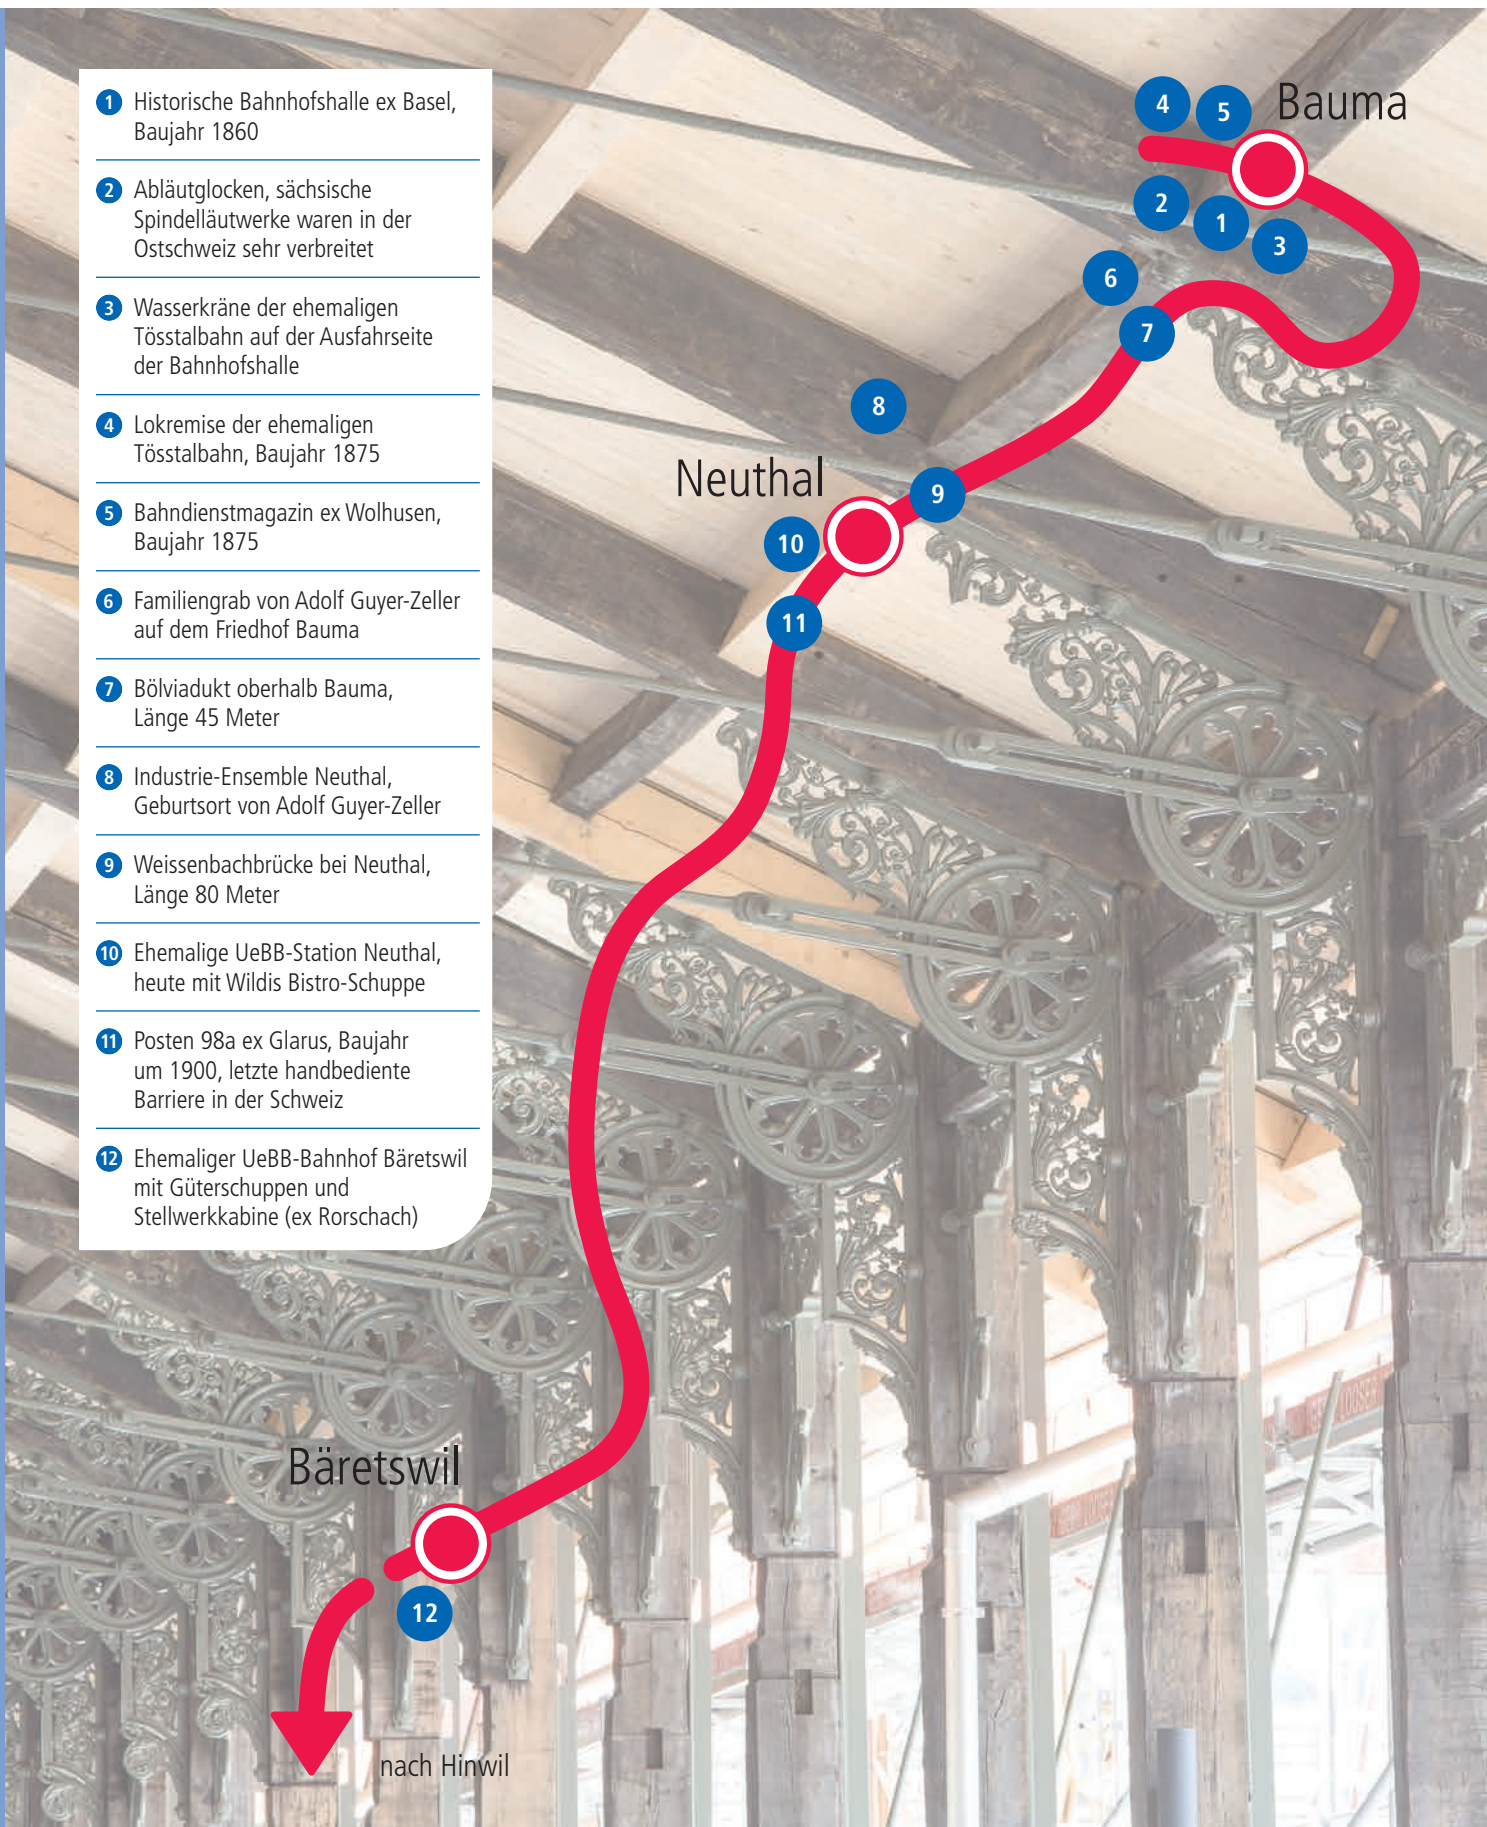 1 Historische Bahnhofshalle ex Basel,
Baujahr 1860
2 Abläutglocken, sächsische
Spindelläutwerke waren in der
Ostschweiz sehr verbreitet
3 Wasserkräne der ehemaligen
Tösstalbahn auf der Ausfahrseite
der Bahnhofshalle
4 Lokremise der ehemaligen
Tösstalbahn, Baujahr 1875
5 Bahndienstmagazin ex Wolhusen,
Baujahr 1875
6 Familiengrab von Adolf Guyer-Zeller
auf dem Friedhof Bauma
7 Bölviadukt oberhalb Bauma,
Länge 45 Meter
8 Industrie-Ensemble Neuthal,
Geburtsort von Adolf Guyer-Zeller
9 Weissenbachbrücke bei Neuthal,
Länge 80 Meter
10 Ehemalige UeBB-Station Neuthal,
heute mit Wildis Bistro-Schuppe
11 Posten 98a ex Glarus, Baujahr
um 1900, letzte handbediente
Barriere in der Schweiz
12 Ehemaliger UeBB-Bahnhof Bäretswil
mit Güterschuppen und
Stellwerkkabine (ex Rorschach)
Bauma
4
5
2
1
3
6
7
8
Neuthal
9
10
11
Bäretswil
12
nach Hinwil